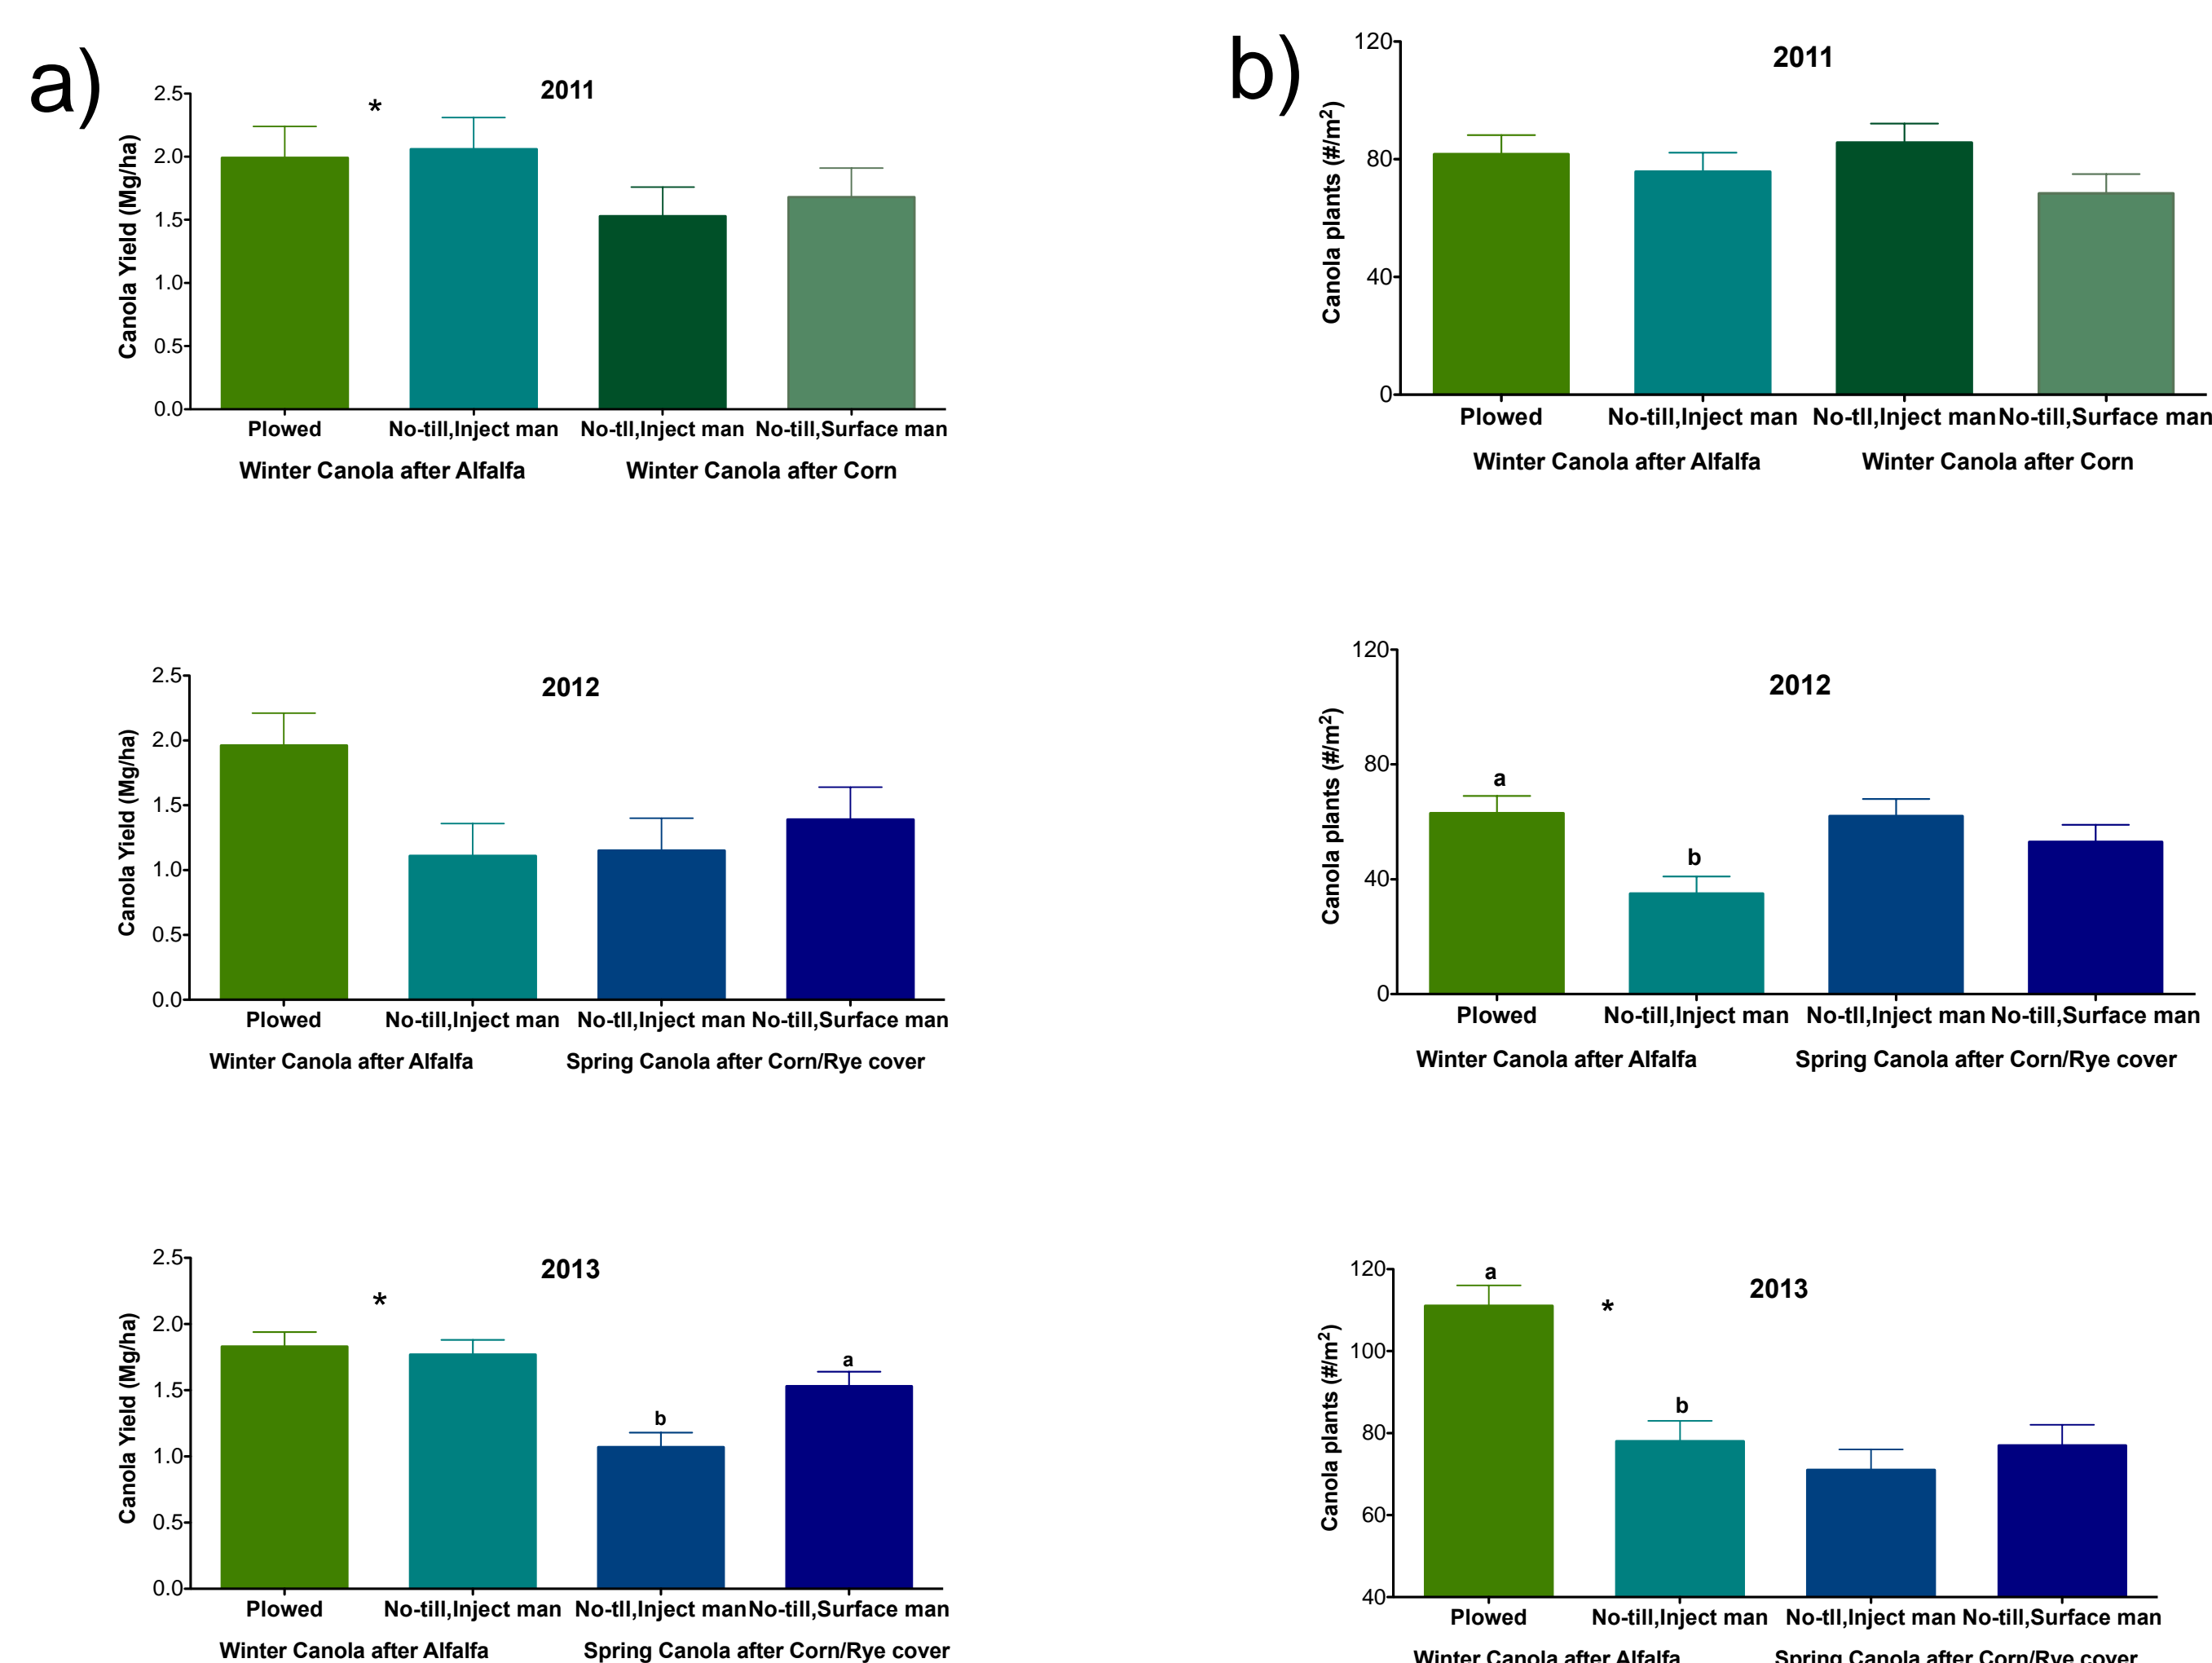 a)
2011
*
Canola Yield (Mg/ha)
2.5
2.0
1.5
1.0
0.5
0.0
Plowed No-till,Inject man No-tll,Inject man No-till,Surface man
Winter Canola after Alfalfa Winter Canola after Corn
2012
Canola Yield (Mg/ha)
2.5
2.0
1.5
1.0
0.5
0.0
Plowed No-till,Inject man No-tll,Inject man No-till,Surface man
Winter Canola after Alfalfa Spring Canola after Corn/Rye cover
2013
*
a
b
Canola Yield (Mg/ha)
2.5
2.0
1.5
1.0
0.5
0.0
Plowed No-till,Inject man No-tll,Inject man No-till,Surface man
Winter Canola after Alfalfa Spring Canola after Corn/Rye cover
b)
2011
Canola plants (#/m²)
120
80
40
0
Plowed No-till,Inject man No-tll,Inject man No-till,Surface man
Winter Canola after Alfalfa Winter Canola after Corn
2012
a
b
Canola plants (#/m²)
120
80
40
0
Plowed No-till,Inject man No-tll,Inject man No-till,Surface man
Winter Canola after Alfalfa Spring Canola after Corn/Rye cover
2013
a
*
b
Canola plants (#/m²)
120
100
80
60
40
Plowed No-till,Inject man No-tll,Inject man No-till,Surface man
Winter Canola after Alfalfa Spring Canola after Corn/Rye cover